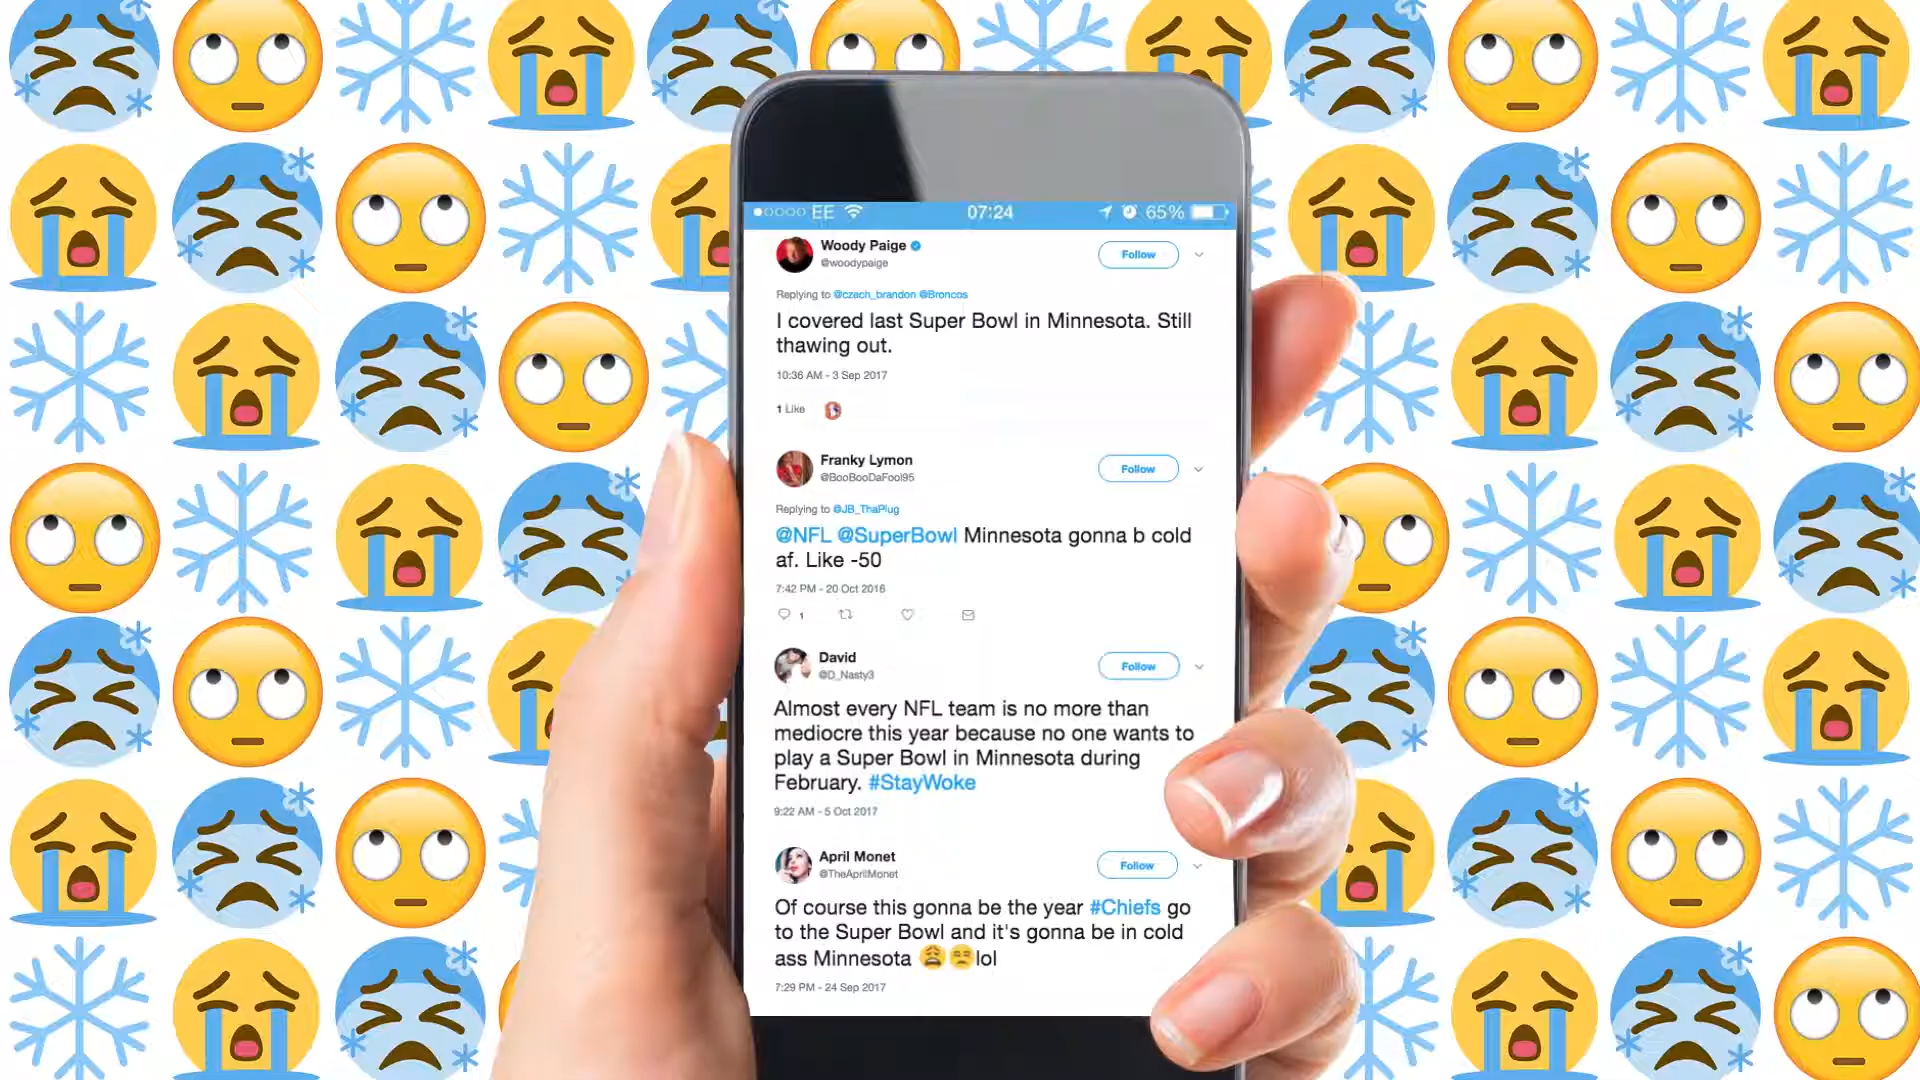 EE 07:24 65%
Woody Paige
@woodypaige
Follow
Replying to @czach_brandon @Broncos
I covered last Super Bowl in Minnesota. Still
thawing out.
10:36 AM - 3 Sep 2017
1 Like
Franky Lymon
@BooBooDaFool95
Follow
Replying to @JB_ThaPlug
@NFL @SuperBowl Minnesota gonna b cold
af. Like -50
7:42 PM - 20 Oct 2016
1
David
@D_Nasty3
Follow
Almost every NFL team is no more than
mediocre this year because no one wants to
play a Super Bowl in Minnesota during
February. #StayWoke
9:22 AM - 5 Oct 2017
April Monet
@TheAprilMonet
Follow
Of course this gonna be the year #Chiefs go
to the Super Bowl and it's gonna be in cold
ass Minnesota 😩😒lol
7:29 PM - 24 Sep 2017